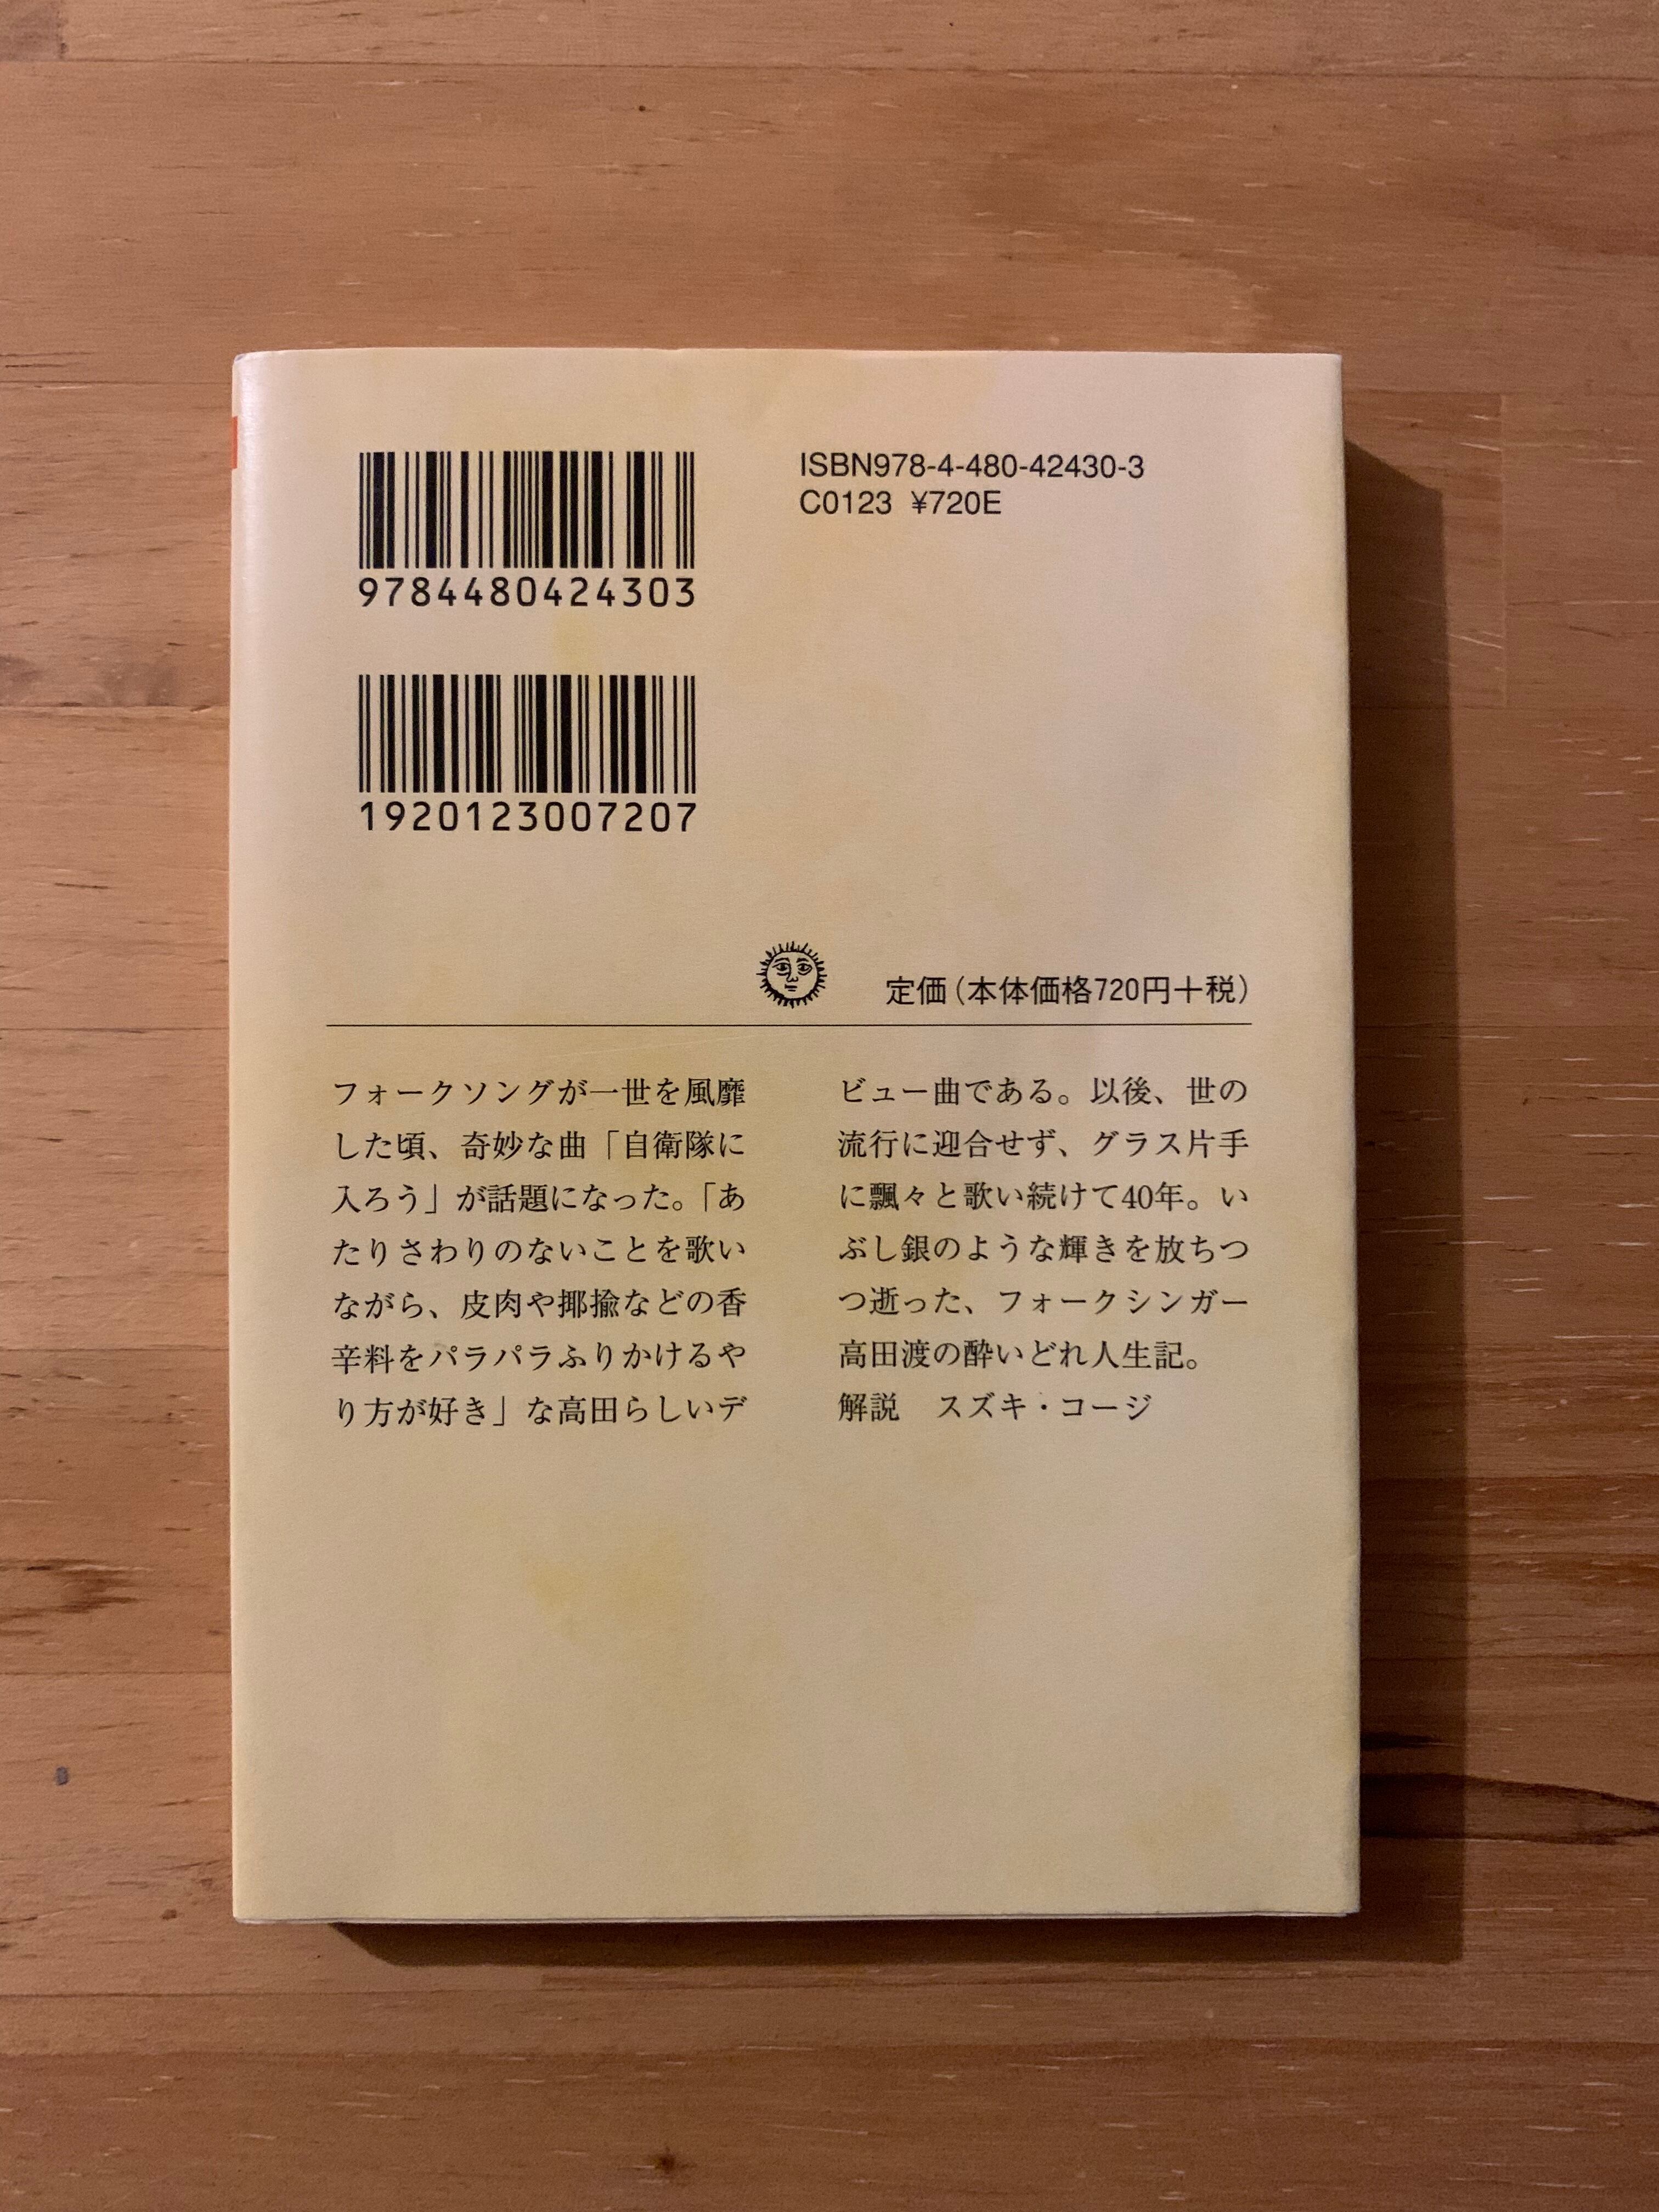 9784480424303
ISBN978-4-480-42430-3
C0123 ¥720E
1920123007207
定価(本体価格720円+税)
フォークソングが一世を風靡
した頃、奇妙な曲「自衛隊に
入ろう」が話題になった。「あ
たりさわりのないことを歌い
ながら、皮肉や揶揄などの香
辛料をパラパラふりかけるや
り方が好き」な高田らしいデ
ビュー曲である。以後、世の
流行に迎合せず、グラス片手
に飄々と歌い続けて40年。い
ぶし銀のような輝きを放ちつ
つ逝った、フォークシンガー
高田渡の酔いどれ人生記。
解説　スズキ・コージ